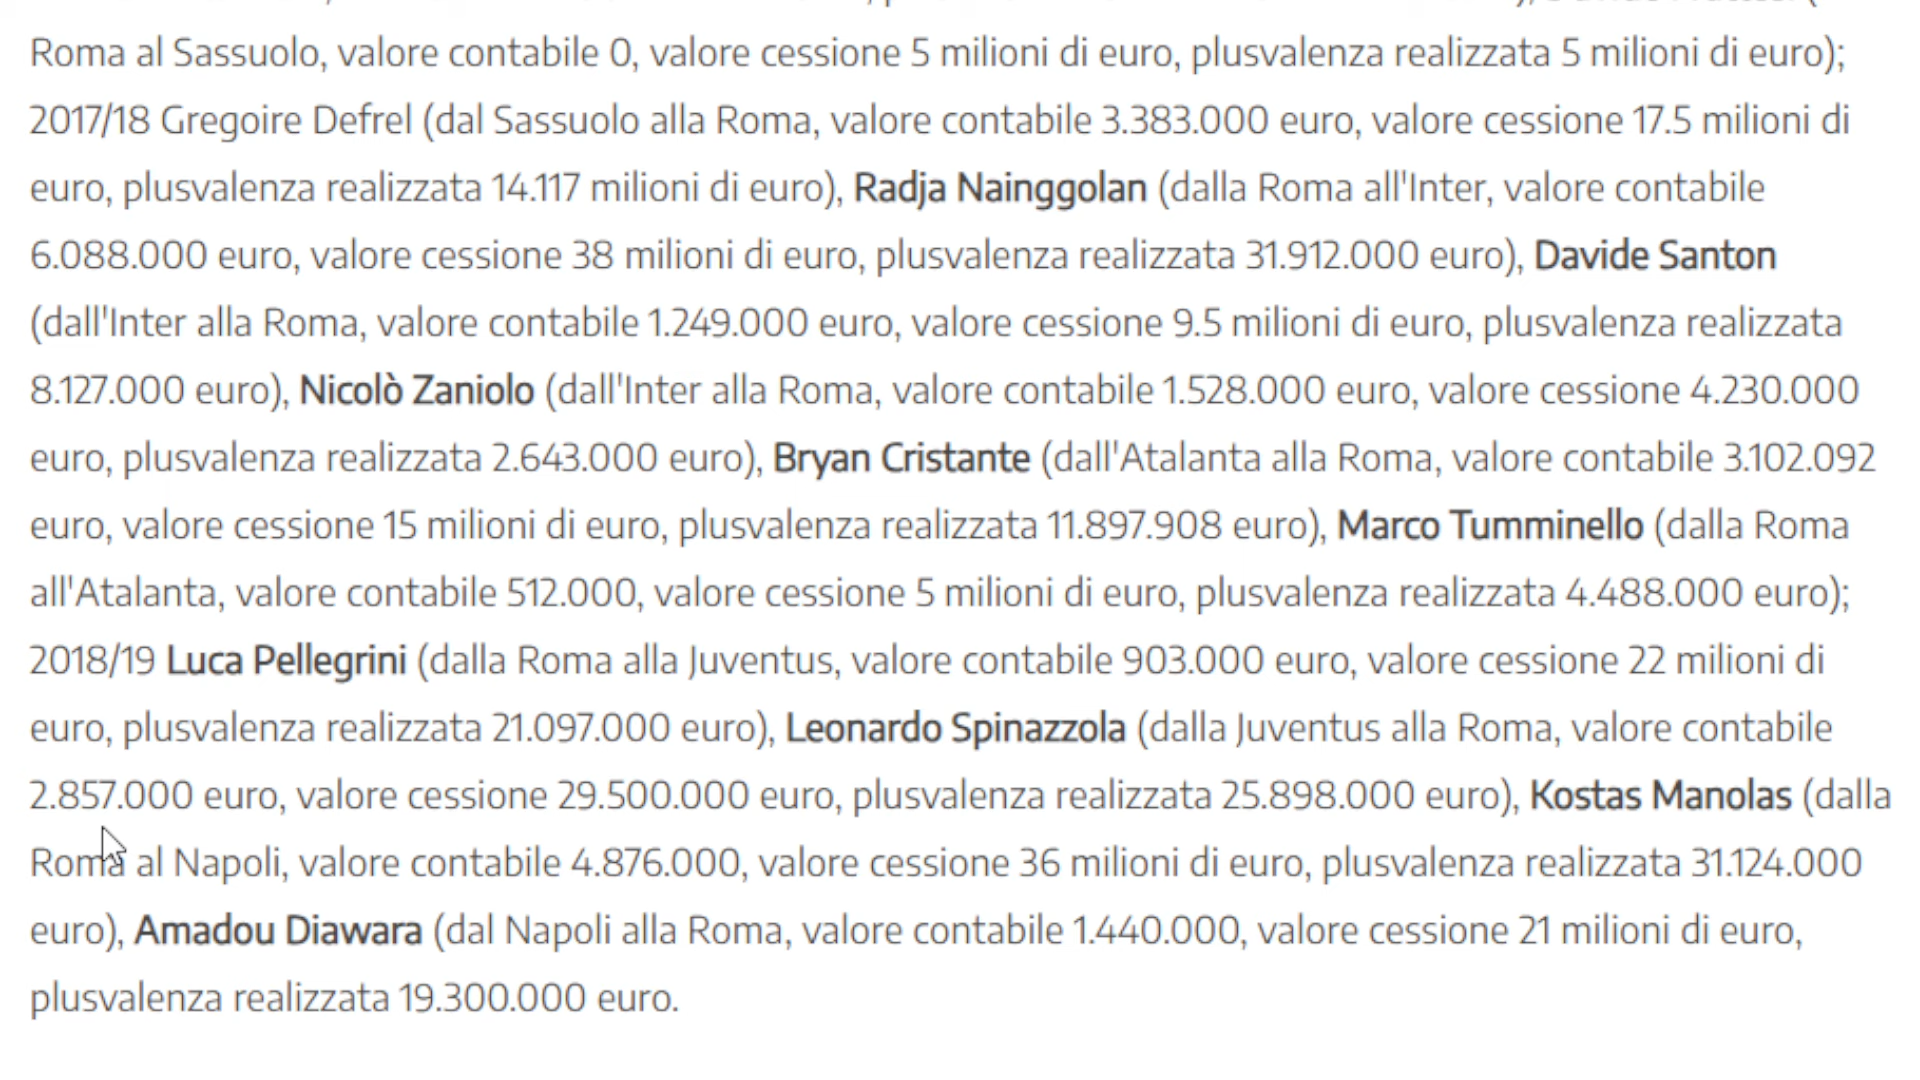 Roma al Sassuolo, valore contabile 0, valore cessione 5 milioni di euro, plusvalenza realizzata 5 milioni di euro);
2017/18 Gregoire Defrel (dal Sassuolo alla Roma, valore contabile 3.383.000 euro, valore cessione 17.5 milioni di
euro, plusvalenza realizzata 14.117 milioni di euro), Radja Nainggolan (dalla Roma all'Inter, valore contabile
6.088.000 euro, valore cessione 38 milioni di euro, plusvalenza realizzata 31.912.000 euro), Davide Santon
(dall'Inter alla Roma, valore contabile 1.249.000 euro, valore cessione 9.5 milioni di euro, plusvalenza realizzata
8.127.000 euro), Nicolò Zaniolo (dall'Inter alla Roma, valore contabile 1.528.000 euro, valore cessione 4.230.000
euro, plusvalenza realizzata 2.643.000 euro), Bryan Cristante (dall'Atalanta alla Roma, valore contabile 3.102.092
euro, valore cessione 15 milioni di euro, plusvalenza realizzata 11.897.908 euro), Marco Tumminello (dalla Roma
all'Atalanta, valore contabile 512.000, valore cessione 5 milioni di euro, plusvalenza realizzata 4.488.000 euro);
2018/19 Luca Pellegrini (dalla Roma alla Juventus, valore contabile 903.000 euro, valore cessione 22 milioni di
euro, plusvalenza realizzata 21.097.000 euro), Leonardo Spinazzola (dalla Juventus alla Roma, valore contabile
2.857.000 euro, valore cessione 29.500.000 euro, plusvalenza realizzata 25.898.000 euro), Kostas Manolas (dalla
Roma al Napoli, valore contabile 4.876.000, valore cessione 36 milioni di euro, plusvalenza realizzata 31.124.000
euro), Amadou Diawara (dal Napoli alla Roma, valore contabile 1.440.000, valore cessione 21 milioni di euro,
plusvalenza realizzata 19.300.000 euro.